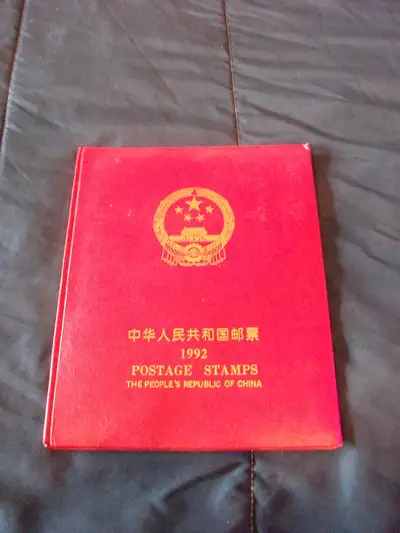 中华人民共和国邮票
1992
POSTAGE STAMPS
THE PEOPLE'S REPUBLIC OF CHINA